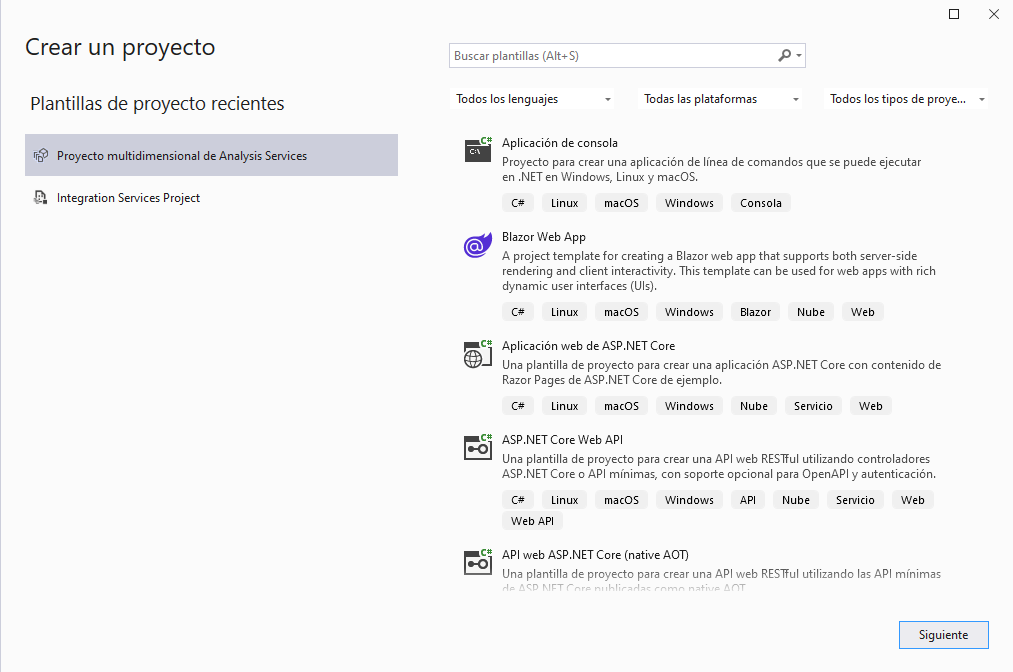 Crear un proyecto
Plantillas de proyecto recientes
Proyecto multidimensional de Analysis Services
Integration Services Project
Buscar plantillas (Alt+S)
Todos los lenguajes
Todas las plataformas
Todos los tipos de proye...
C#
C:\
Aplicación de consola
Proyecto para crear una aplicación de línea de comandos que se puede ejecutar
en .NET en Windows, Linux y macOS.
C# Linux macOS Windows Consola
@
Blazor Web App
A project template for creating a Blazor web app that supports both server-side
rendering and client interactivity. This template can be used for web apps with rich
dynamic user interfaces (UIs).
C# Linux macOS Windows Blazor Nube Web
C#
Aplicación web de ASP.NET Core
Una plantilla de proyecto para crear una aplicación ASP.NET Core con contenido de
Razor Pages de ASP.NET Core de ejemplo.
C# Linux macOS Windows Nube Servicio Web
C#
ASP.NET Core Web API
Una plantilla de proyecto para crear una API web RESTful utilizando controladores
ASP.NET Core o API mínimas, con soporte opcional para OpenAPI y autenticación.
C# Linux macOS Windows API Nube Servicio Web
Web API
C#
API web ASP.NET Core (native AOT)
Una plantilla de proyecto para crear una API web RESTful utilizando las API mínimas
de ASP.NET Core publicadas como native AOT.
Siguiente